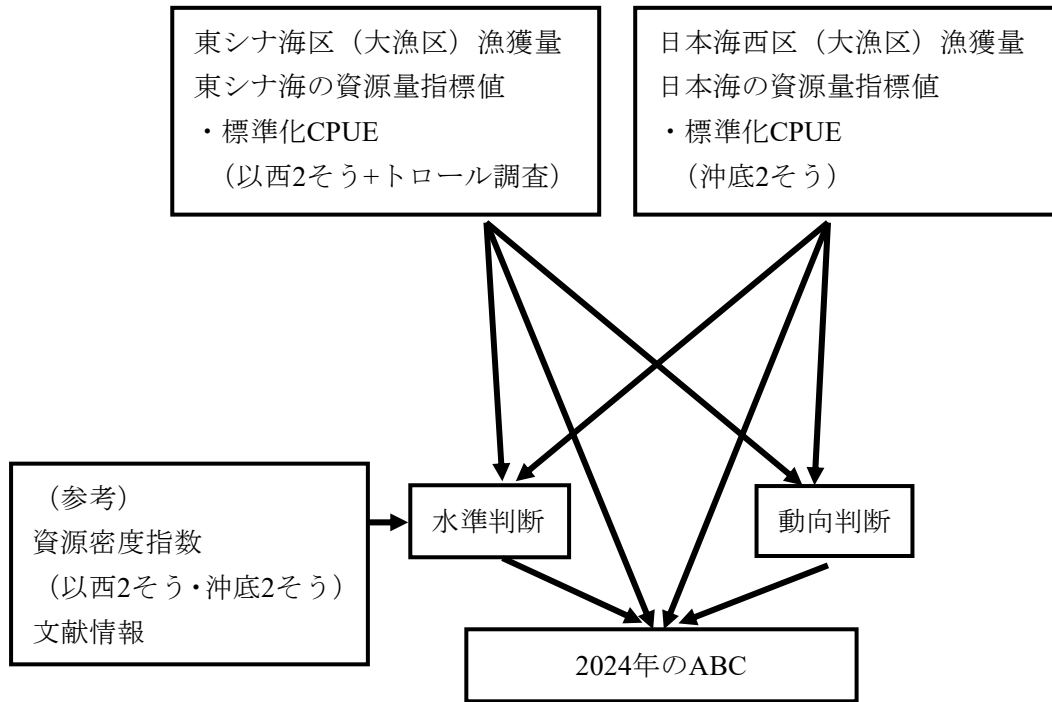 東シナ海区（大漁区）漁獲量
東シナ海の資源量指標値
・標準化CPUE
（以西2そう+トロール調査）
日本海西区（大漁区）漁獲量
日本海の資源量指標値
・標準化CPUE
（沖底2そう）
（参考）
資源密度指数
（以西2そう・沖底2そう）
文献情報
水準判断
動向判断
2024年のABC